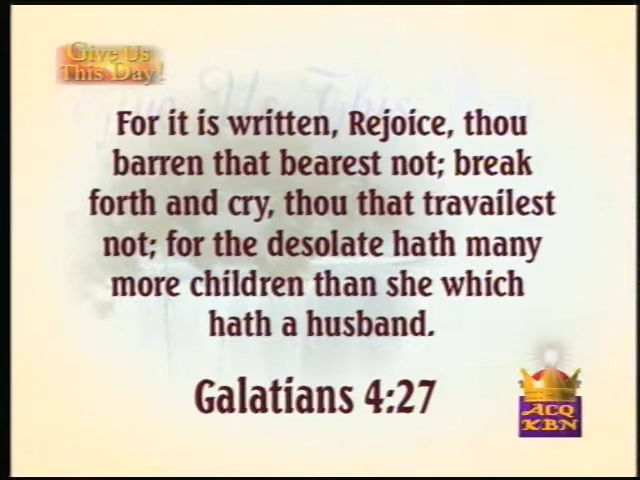 Give Us
This Day!
For it is written, Rejoice, thou
barren that bearest not; break
forth and cry, thou that travailest
not; for the desolate hath many
more children than she which
hath a husband.
Galatians 4:27
ACQ
KBN